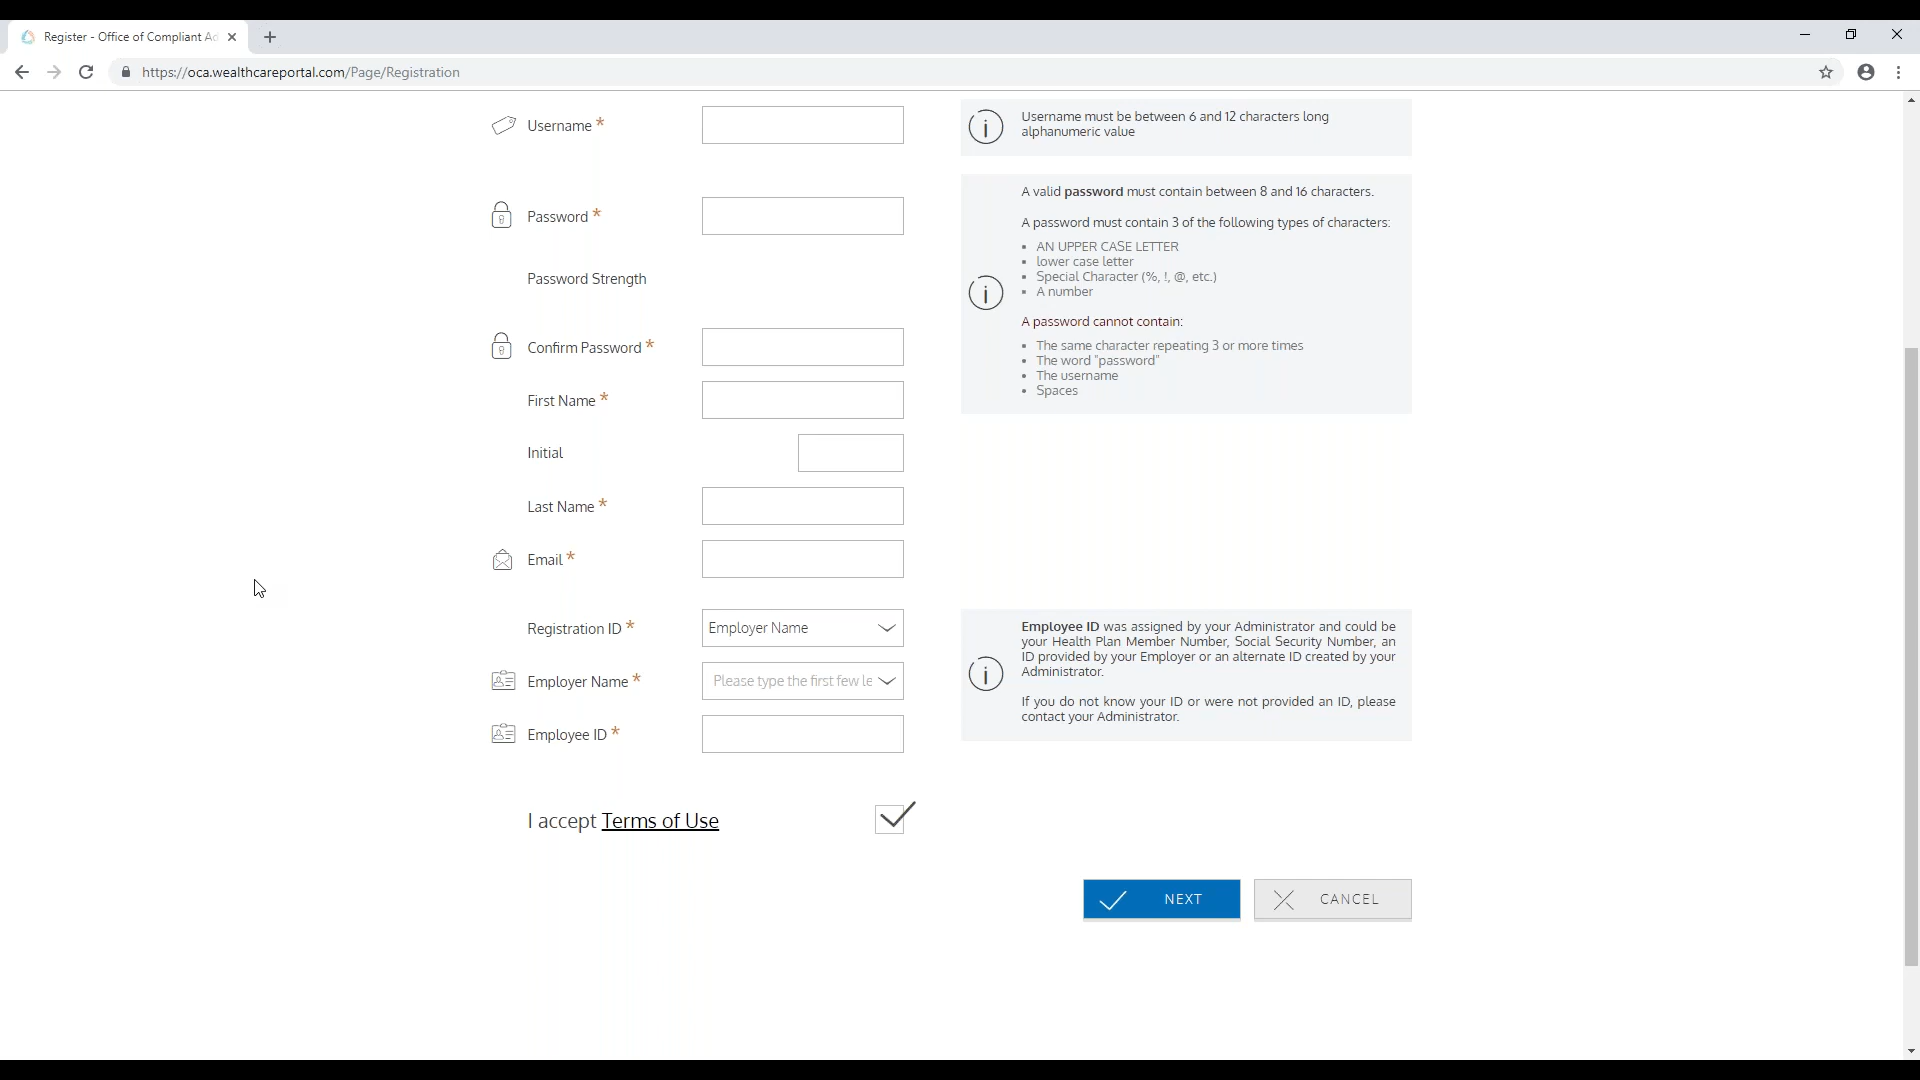 Register - Office of Compliant Ad
https://oca.wealthcareportal.com/Page/Registration
Username *
Username must be between 6 and 12 characters long
alphanumeric value
Password *
A valid password must contain between 8 and 16 characters.
A password must contain 3 of the following types of characters:
• AN UPPER CASE LETTER
• lower case letter
• Special Character (%, !, @, etc.)
• A number
A password cannot contain:
• The same character repeating 3 or more times
• The word "password"
• The username
• Spaces
Password Strength
Confirm Password *
First Name *
Initial
Last Name *
Email *
Registration ID *
Employer Name
Employer Name *
Please type the first few le
Employee ID *
Employee ID was assigned by your Administrator and could be
your Health Plan Member Number, Social Security Number, an
ID provided by your Employer or an alternate ID created by your
Administrator.
If you do not know your ID or were not provided an ID, please
contact your Administrator.
I accept Terms of Use
NEXT
CANCEL